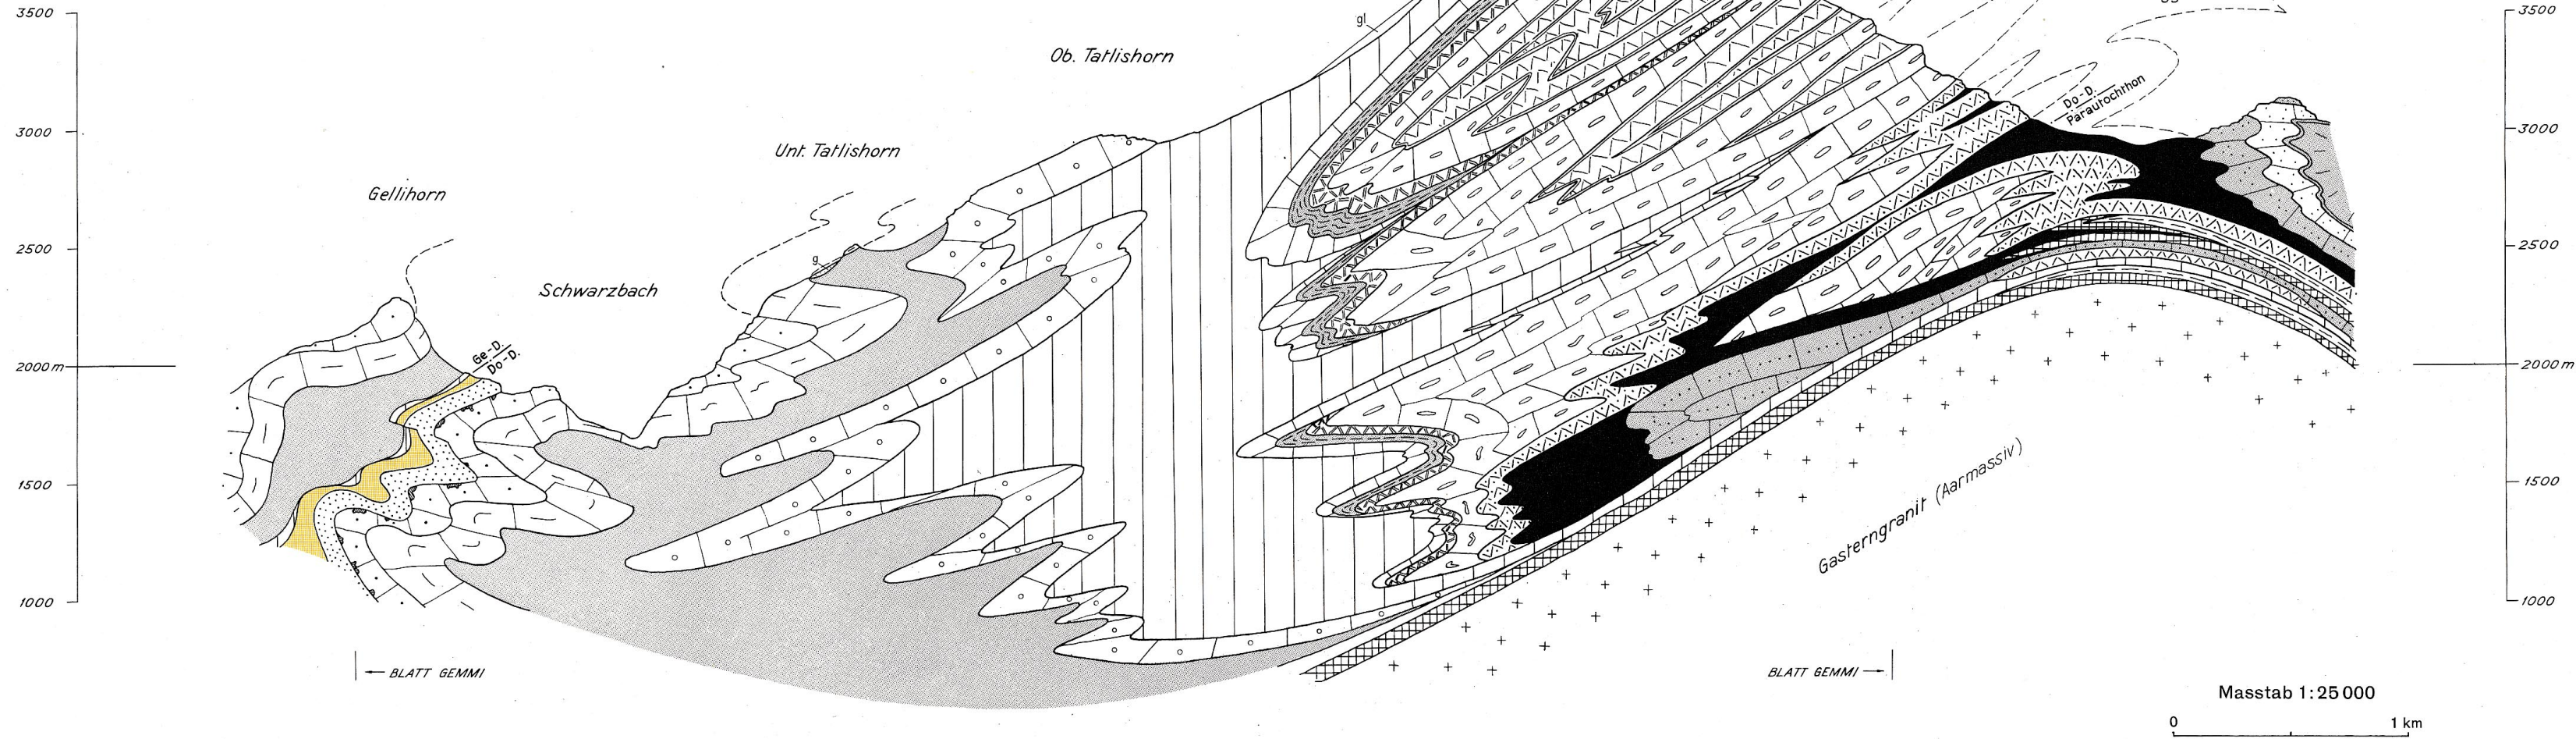 3500
3500
gl
Ob. Tatlishorn
Do-D.
Parautochthon
3000
3000
Unt. Tatlishorn
Gellihorn
2500
2500
g
Schwarzbach
Ge-D.
Do-D.
2000 m
2000 m
1500
1500
Gasterngranit (Aarmassiv)
1000
1000
← BLATT GEMMI
BLATT GEMMI →
Masstab 1:25 000
0 1 km